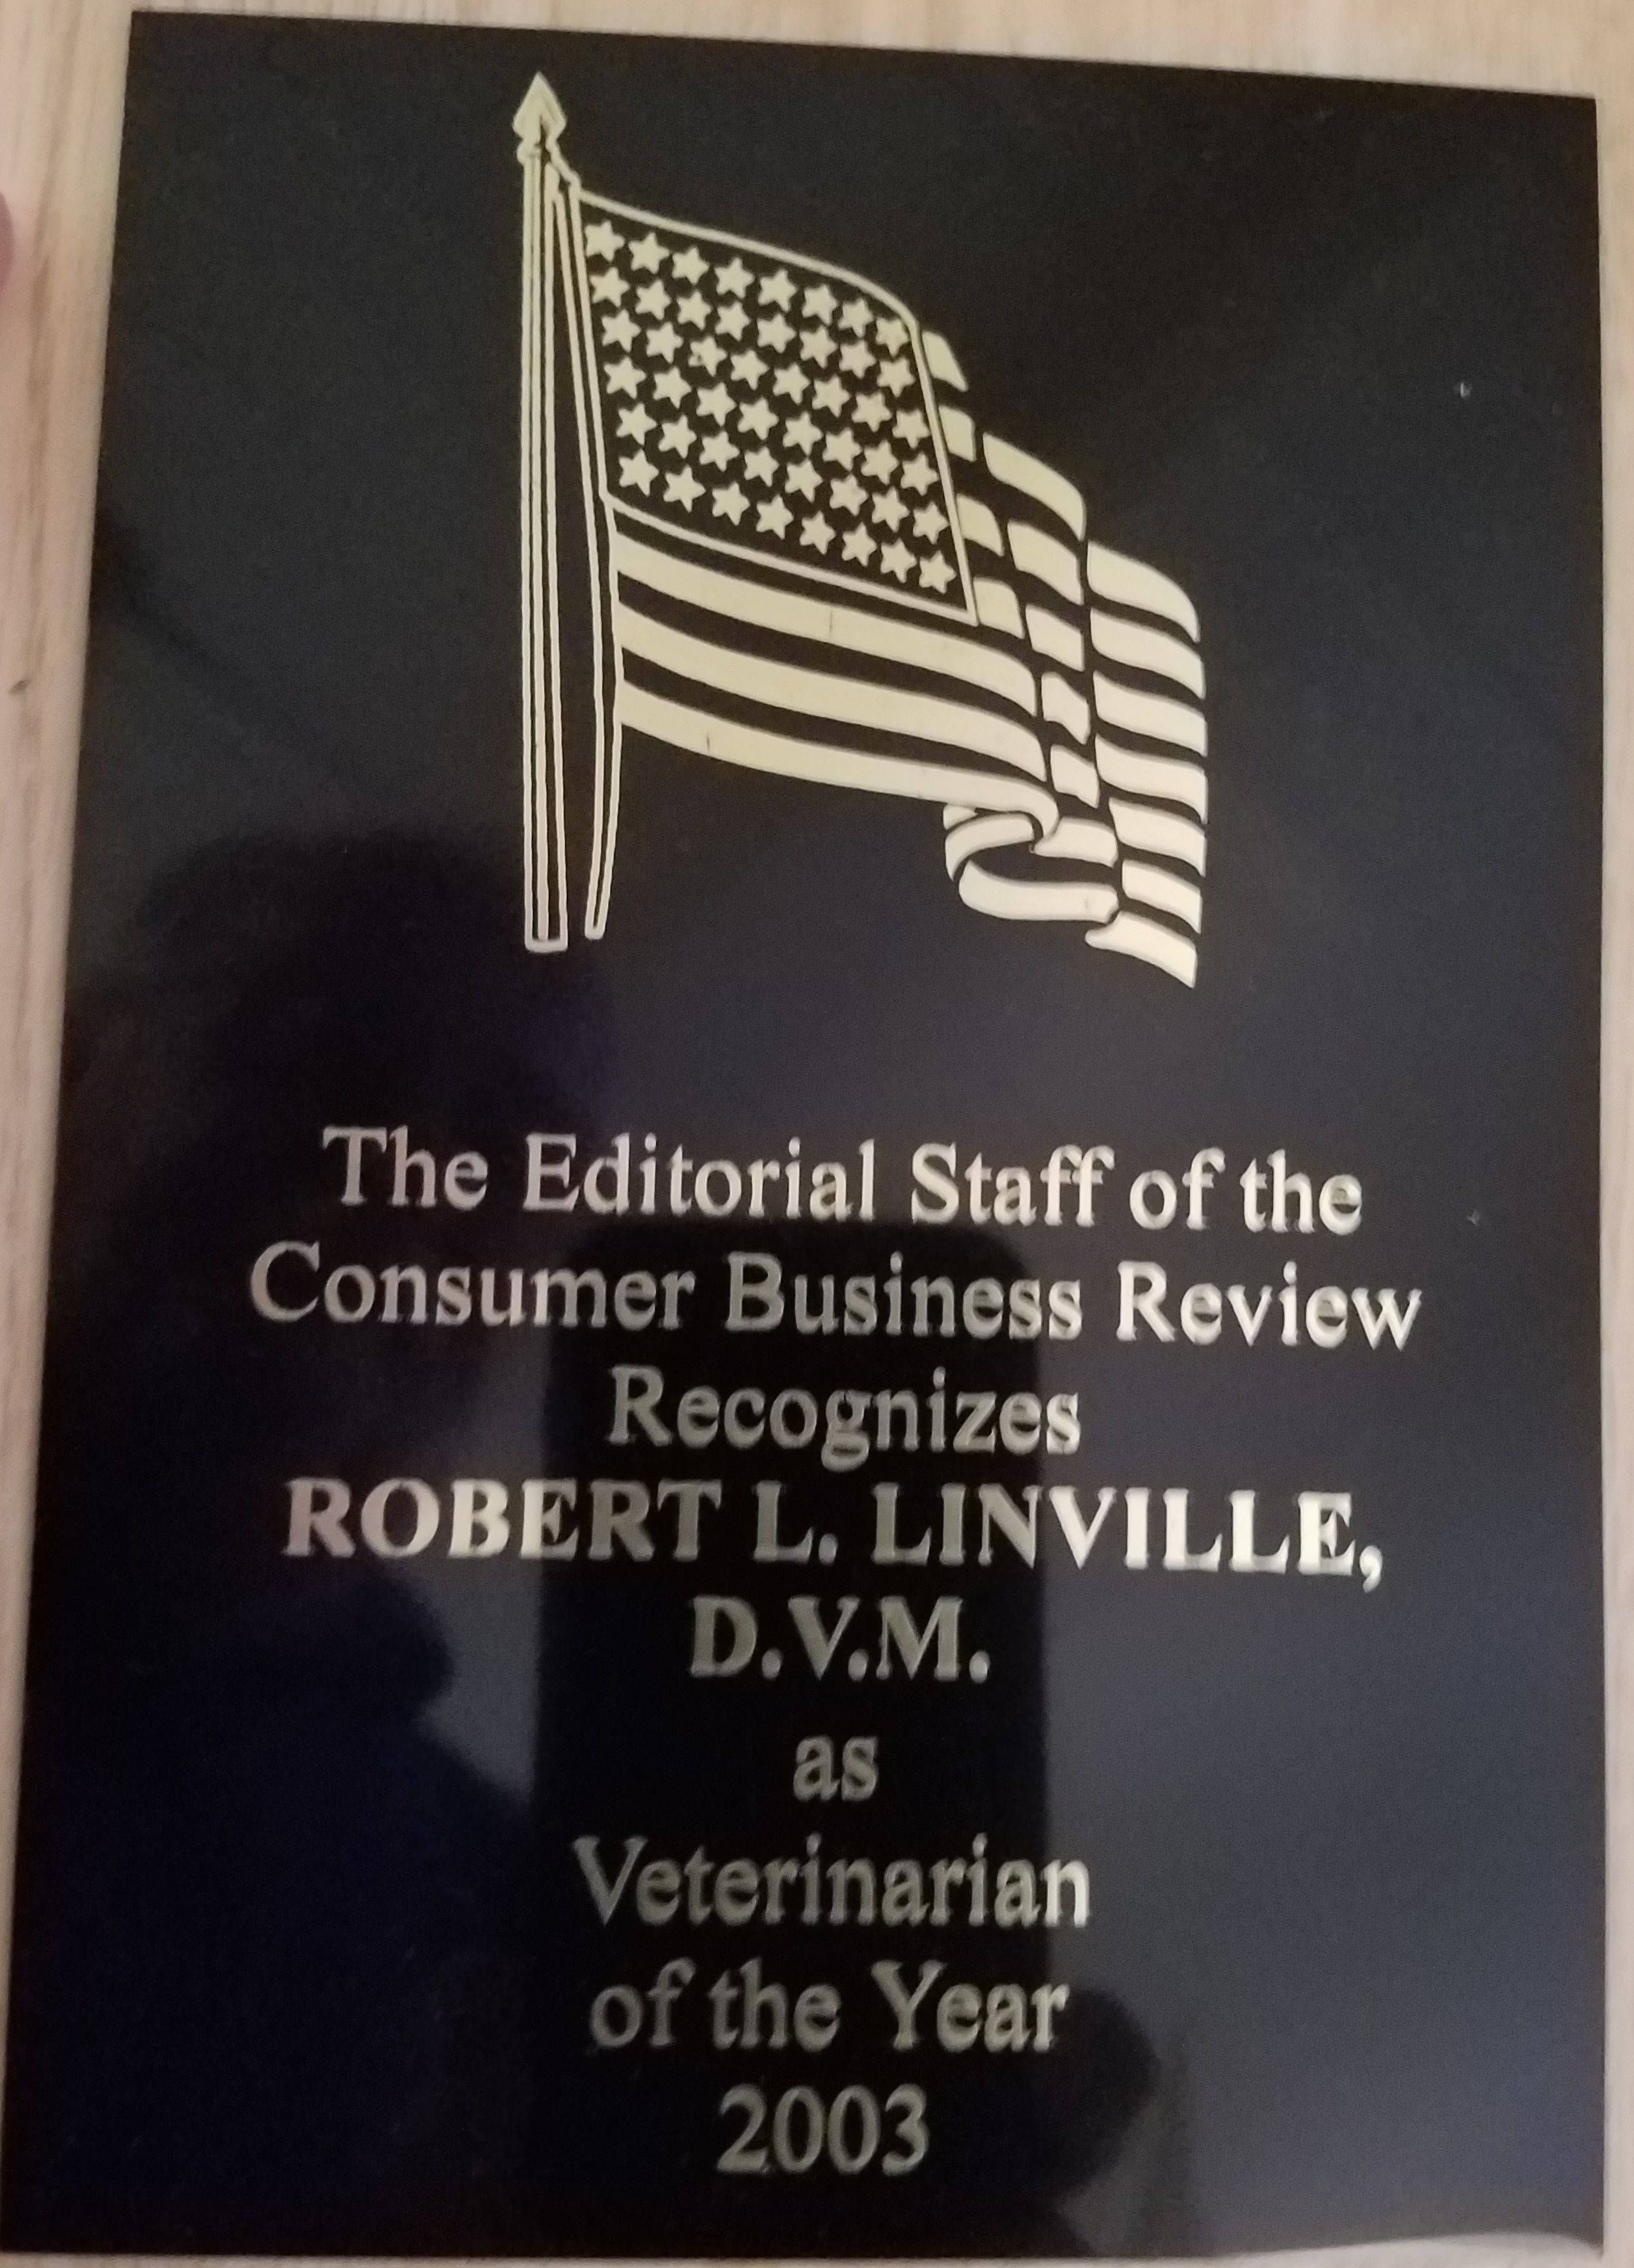 The Editorial Staff of the
Consumer Business Review
Recognizes
ROBERT L. LINVILLE,
D.V.M.
as
Veterinarian
of the Year
2003